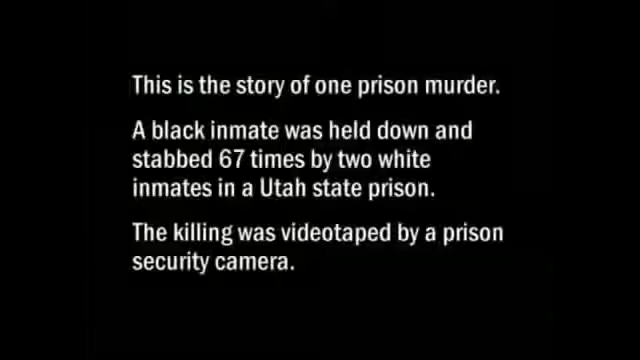 This is the story of one prison murder.
A black inmate was held down and
stabbed 67 times by two white
inmates in a Utah state prison.
The killing was videotaped by a prison
security camera.